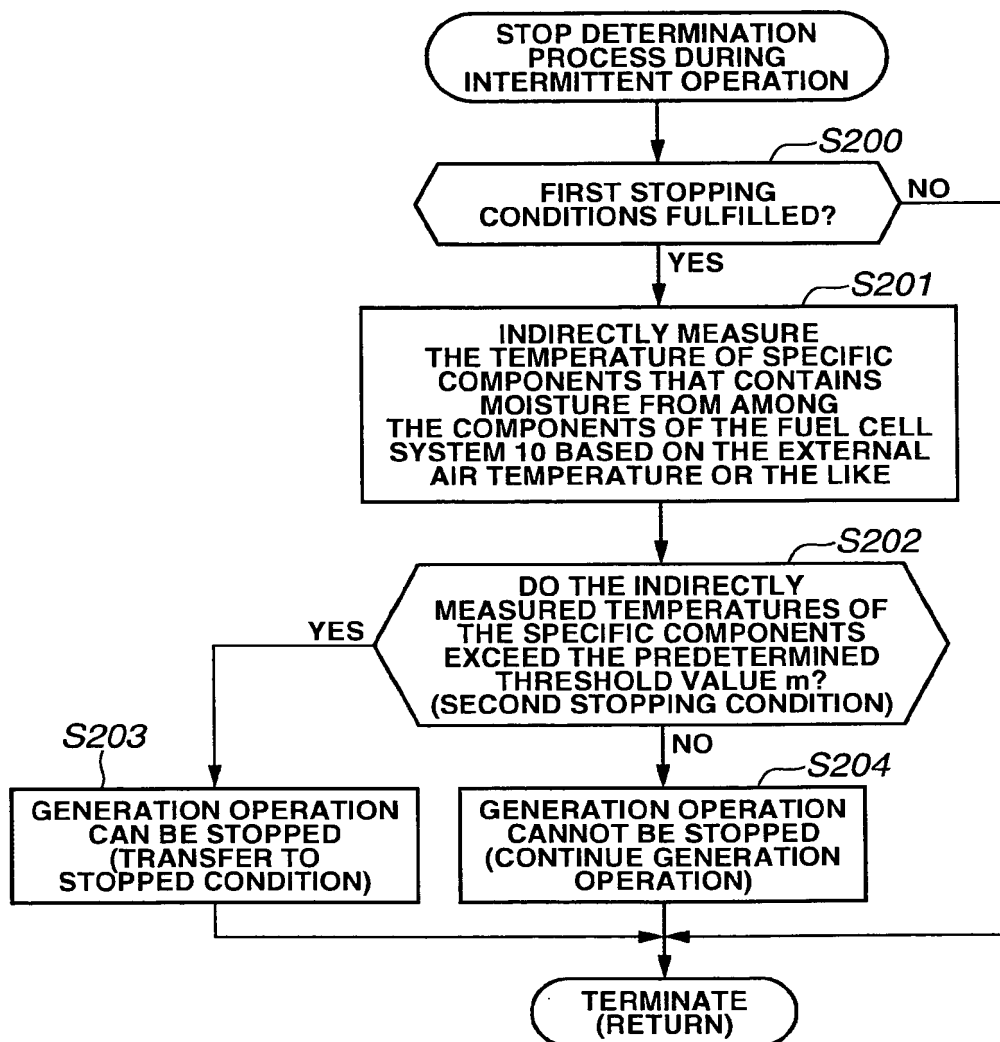 STOP DETERMINATION
PROCESS DURING
INTERMITTENT OPERATION
S200
FIRST STOPPING
CONDITIONS FULFILLED?
NO
YES
S201
INDIRECTLY MEASURE
THE TEMPERATURE OF SPECIFIC
COMPONENTS THAT CONTAINS
MOISTURE FROM AMONG
THE COMPONENTS OF THE FUEL CELL
SYSTEM 10 BASED ON THE EXTERNAL
AIR TEMPERATURE OR THE LIKE
S202
DO THE INDIRECTLY
MEASURED TEMPERATURES OF
THE SPECIFIC COMPONENTS
EXCEED THE PREDETERMINED
THRESHOLD VALUE m?
(SECOND STOPPING CONDITION)
YES
NO
S203
GENERATION OPERATION
CAN BE STOPPED
(TRANSFER TO
STOPPED CONDITION)
S204
GENERATION OPERATION
CANNOT BE STOPPED
(CONTINUE GENERATION
OPERATION)
TERMINATE
(RETURN)